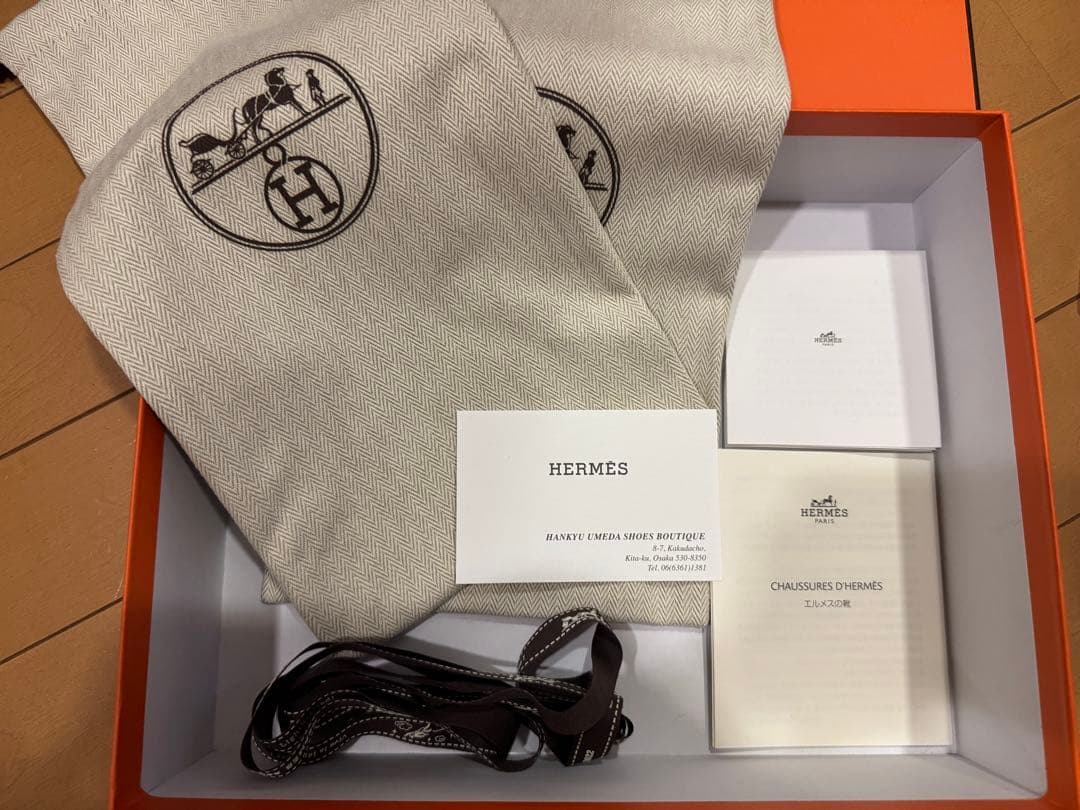 H
HERMÈS
PARIS
HERMÈS
HANKYU UMEDA SHOES BOUTIQUE
8-7, Kakudacho,
Kita-ku, Osaka 530-8350
Tel, 06(6361)1381
HERMÈS
PARIS
CHAUSSURES D'HERMÈS
エルメスの靴